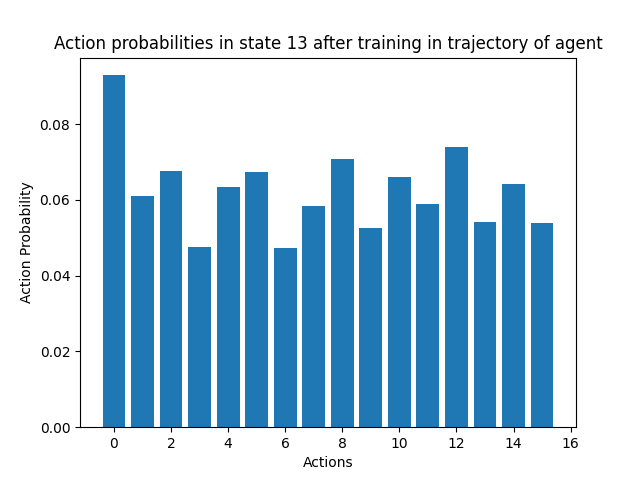 Action probabilities in state 13 after training in trajectory of agent
Action Probability
0.08
0.06
0.04
0.02
0.00
0 2 4 6 8 10 12 14 16
Actions